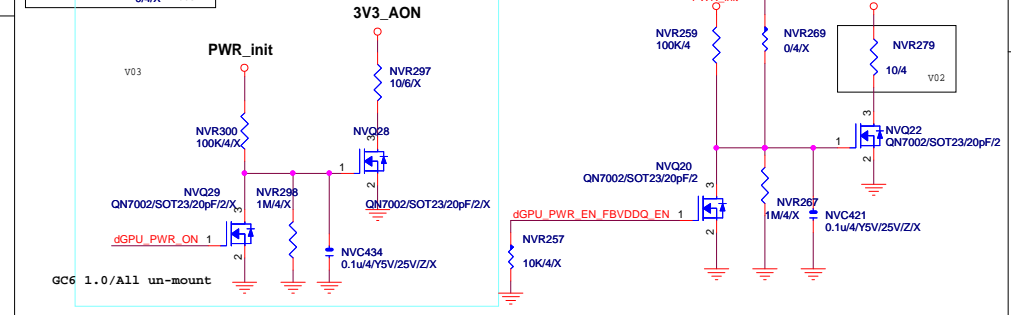 3V3_AON
PWR_init
V03
NVR297
10/6/X
NVR300
100K/4/X
3
NVQ28
1
2
QN7002/SOT23/20pF/2/X
NVQ29
QN7002/SOT23/20pF/2/X
3
NVR298
1M/4/X
dGPU_PWR_ON 1
2
NVC434
0.1u/4/Y5V/25V/Z/X
GC6 1.0/All un-mount
NVR259
100K/4
NVR269
0/4/X
NVR279
10/4
V02
3
NVQ22
QN7002/SOT23/20pF/2
1
2
NVQ20
QN7002/SOT23/20pF/2
3
dGPU_PWR_EN_FBVDDQ_EN 1
2
NVR267
1M/4/X
NVC421
0.1u/4/Y5V/25V/Z/X
NVR257
10K/4/X